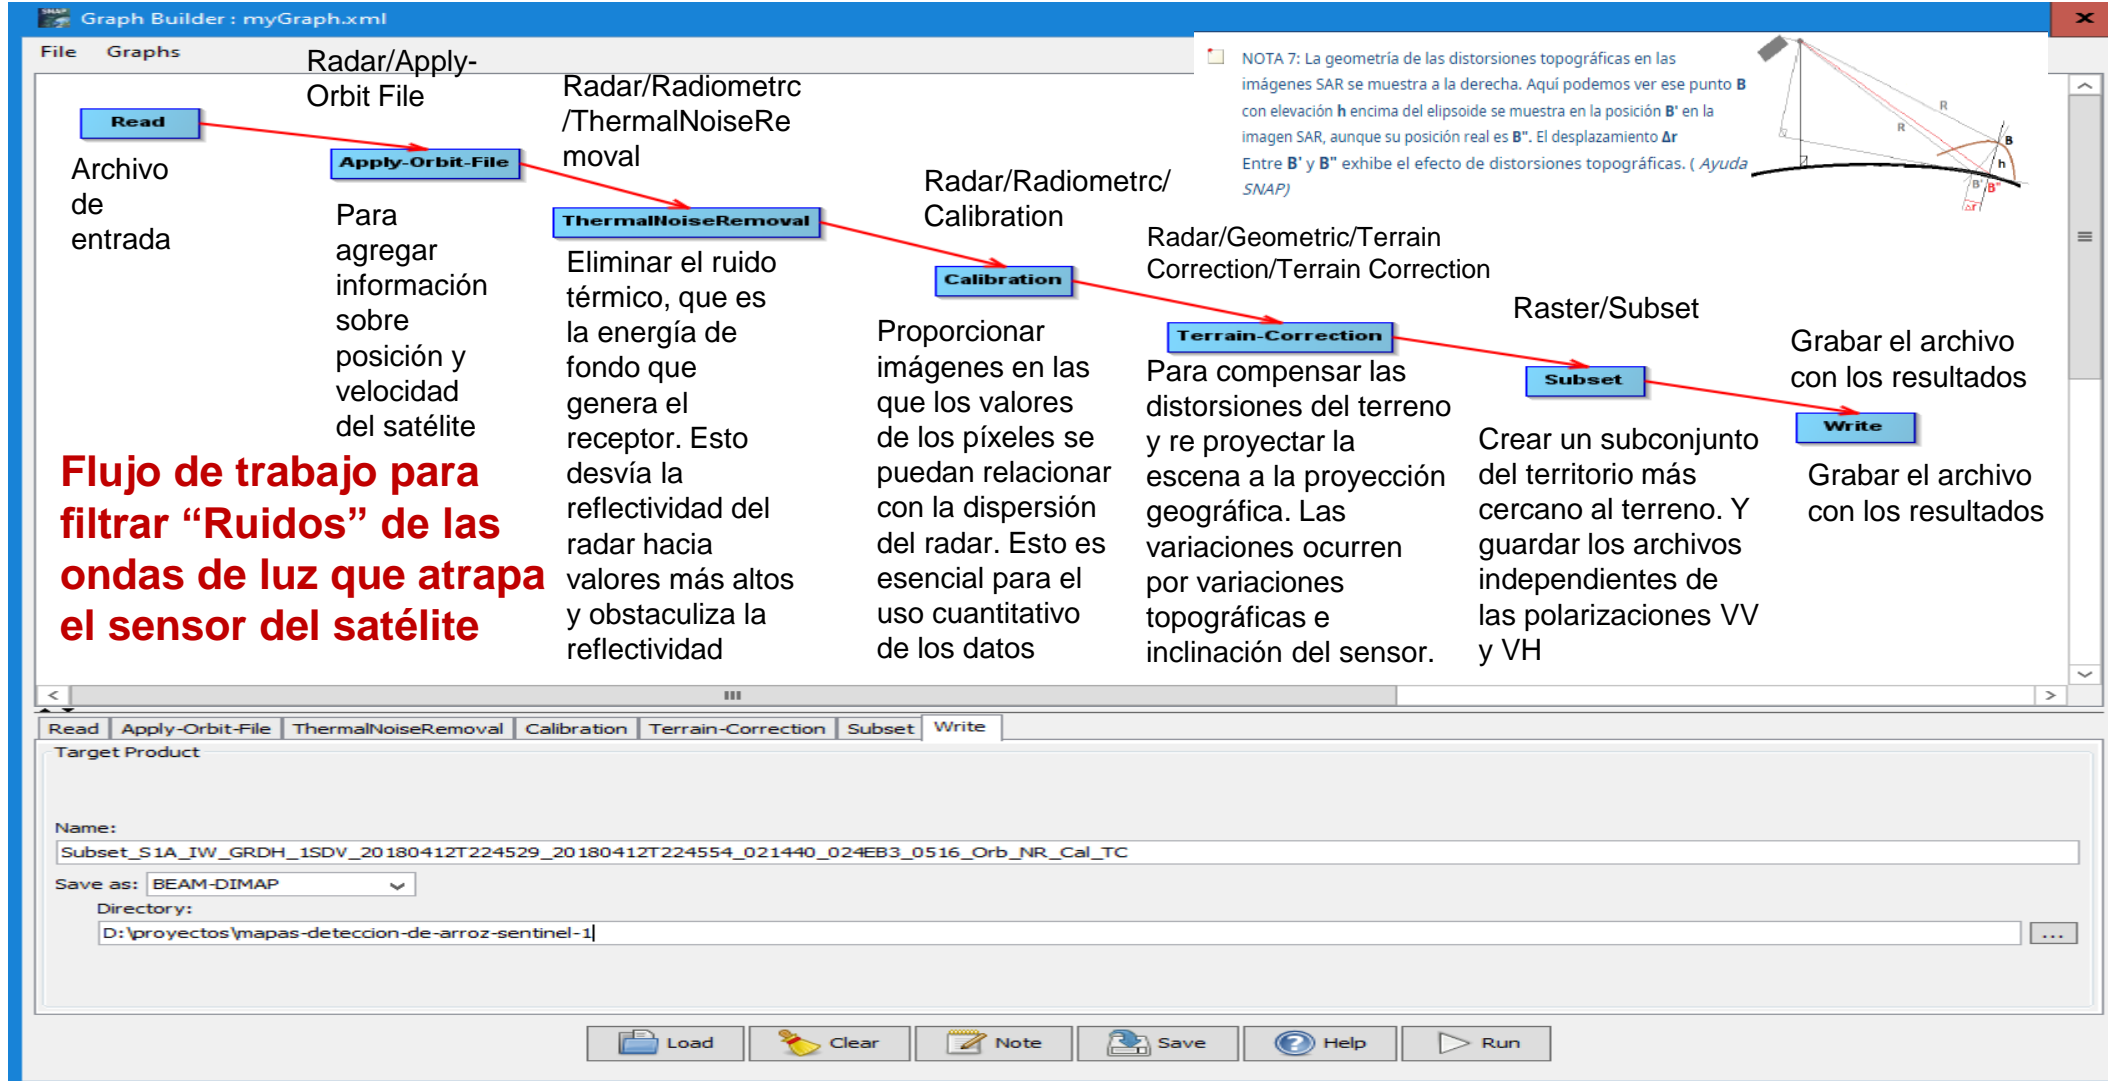 Graph Builder : myGraph.xml
File Graphs
Radar/Apply-
Orbit File
Radar/Radiometrc
/ThermalNoiseRe
moval
NOTA 7: La geometría de las distorsiones topográficas en las
imágenes SAR se muestra a la derecha. Aquí podemos ver ese punto B
con elevación h encima del elipsoide se muestra en la posición B' en la
imagen SAR, aunque su posición real es B". El desplazamiento Δr
Entre B' y B" exhibe el efecto de distorsiones topográficas. ( Ayuda
SNAP)
R
R
B
h
B' B"
Δr
Read
Archivo
de
entrada
Apply-Orbit-File
Para
agregar
información
sobre
posición y
velocidad
del satélite
ThermalNoiseRemoval
Eliminar el ruido
térmico, que es
la energía de
fondo que
genera el
receptor. Esto
desvía la
reflectividad del
radar hacia
valores más altos
y obstaculiza la
reflectividad
Radar/Radiometrc/
Calibration
Calibration
Proporcionar
imágenes en las
que los valores
de los píxeles se
puedan relacionar
con la dispersión
del radar. Esto es
esencial para el
uso cuantitativo
de los datos
Radar/Geometric/Terrain
Correction/Terrain Correction
Terrain-Correction
Para compensar las
distorsiones del terreno
y re proyectar la
escena a la proyección
geográfica. Las
variaciones ocurren
por variaciones
topográficas e
inclinación del sensor.
Raster/Subset
Subset
Crear un subconjunto
del territorio más
cercano al terreno. Y
guardar los archivos
independientes de
las polarizaciones VV
y VH
Grabar el archivo
con los resultados
Write
Grabar el archivo
con los resultados
Flujo de trabajo para
filtrar “Ruidos” de las
ondas de luz que atrapa
el sensor del satélite
Read Apply-Orbit-File ThermalNoiseRemoval Calibration Terrain-Correction Subset Write
Target Product
Name:
Subset_S1A_IW_GRDH_1SDV_20180412T224529_20180412T224554_021440_024EB3_0516_Orb_NR_Cal_TC
Save as: BEAM-DIMAP
Directory:
D:\proyectos\mapas-deteccion-de-arroz-sentinel-1
...
Load Clear Note Save Help Run